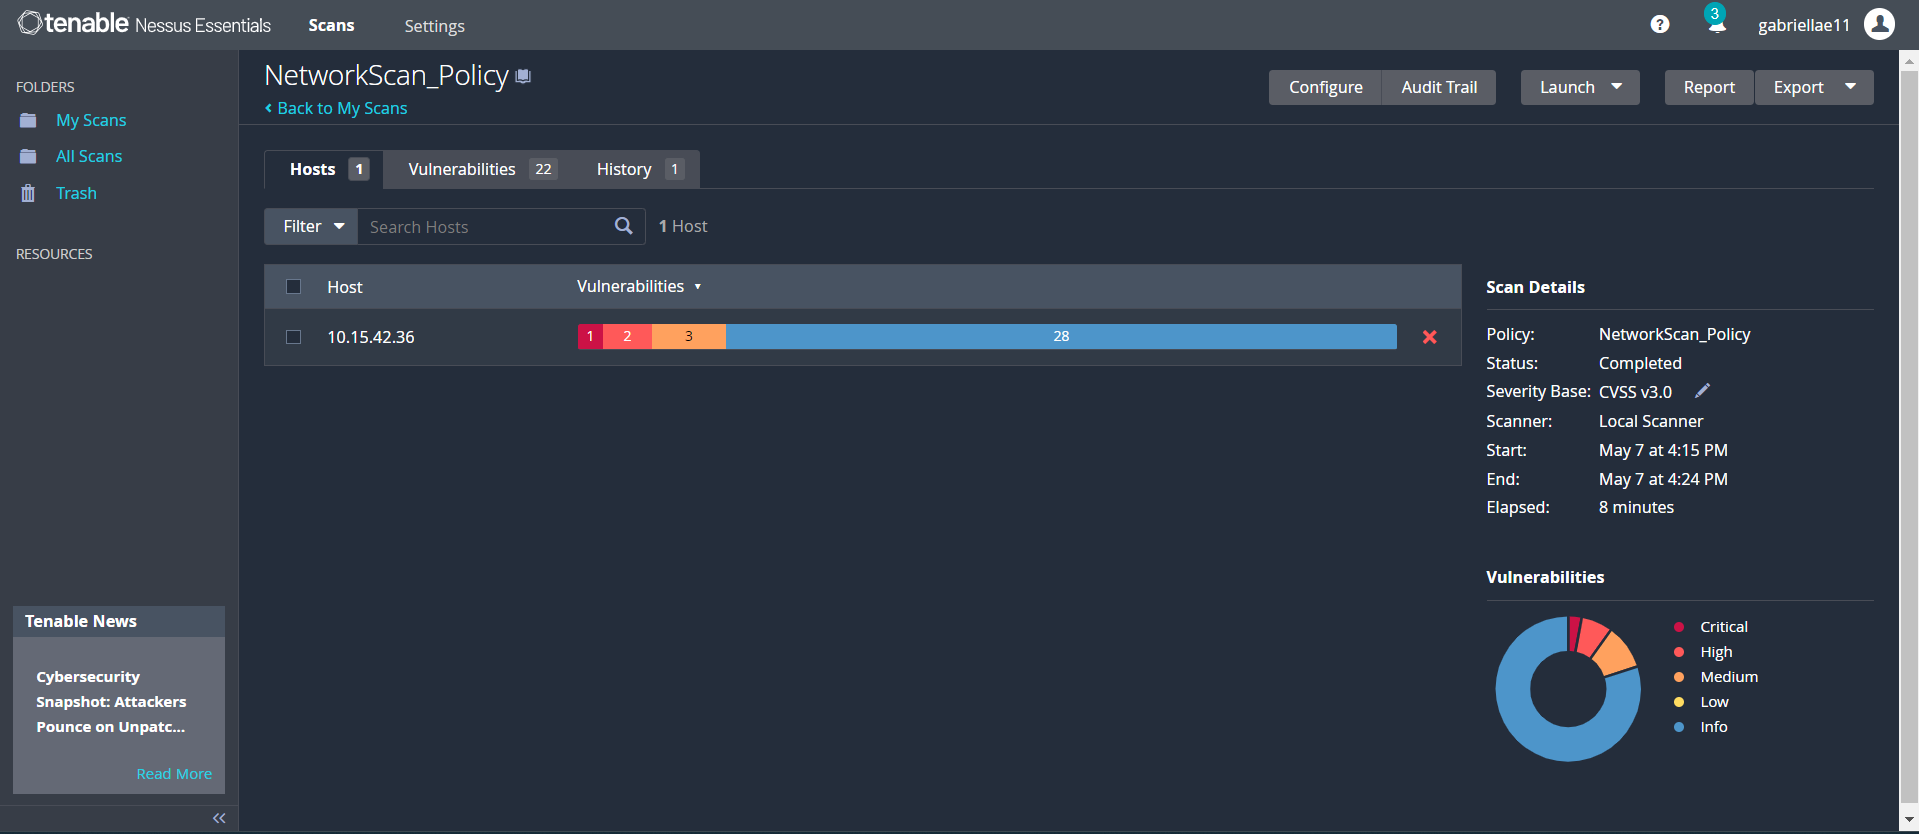 tenable Nessus Essentials Scans Settings 3 gabriellae11
FOLDERS
My Scans
All Scans
Trash
RESOURCES
Tenable News
Cybersecurity
Snapshot: Attackers
Pounce on Unpatc...
Read More
NetworkScan_Policy
Back to My Scans
Configure Audit Trail Launch Report Export
Hosts 1 Vulnerabilities 22 History 1
Filter Search Hosts 1 Host
Host Vulnerabilities
10.15.42.36 1 2 3 28
Scan Details
Policy: NetworkScan_Policy
Status: Completed
Severity Base: CVSS v3.0
Scanner: Local Scanner
Start: May 7 at 4:15 PM
End: May 7 at 4:24 PM
Elapsed: 8 minutes
Vulnerabilities
Critical
High
Medium
Low
Info